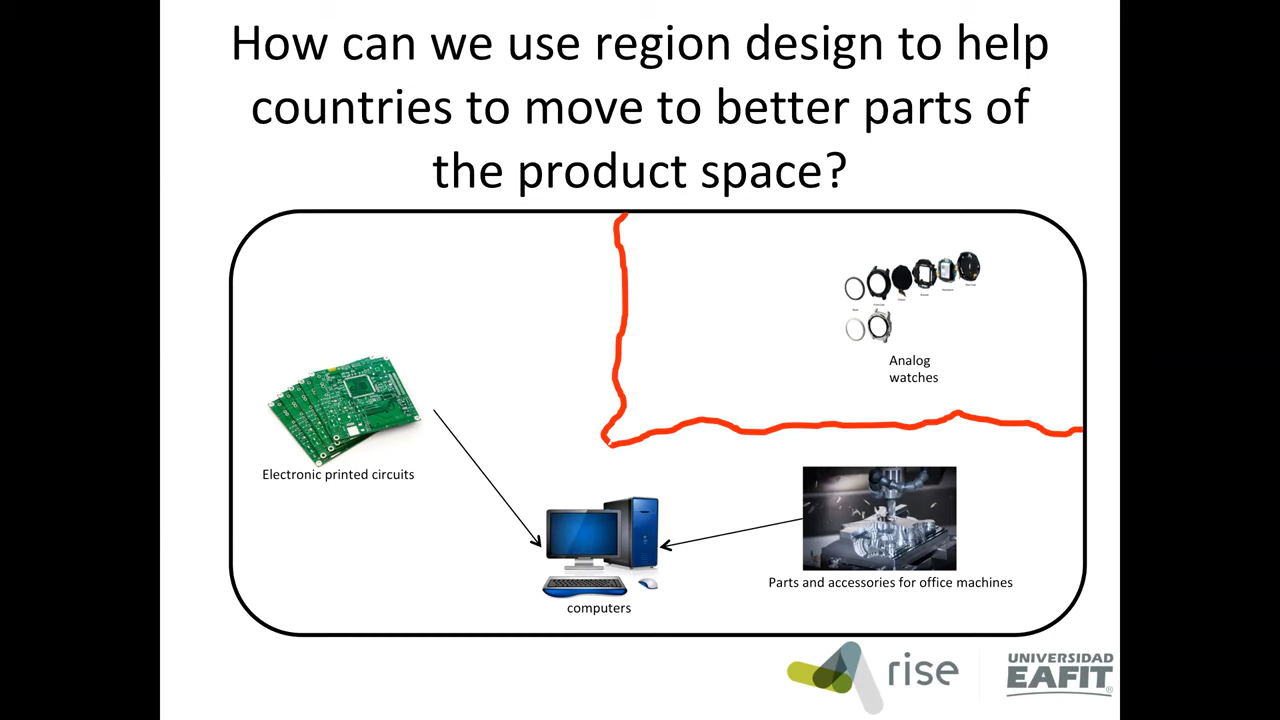 How can we use region design to help
countries to move to better parts of
the product space?
Analog
watches
Electronic printed circuits
Parts and accessories for office machines
computers
rise
UNIVERSIDAD
EAFIT